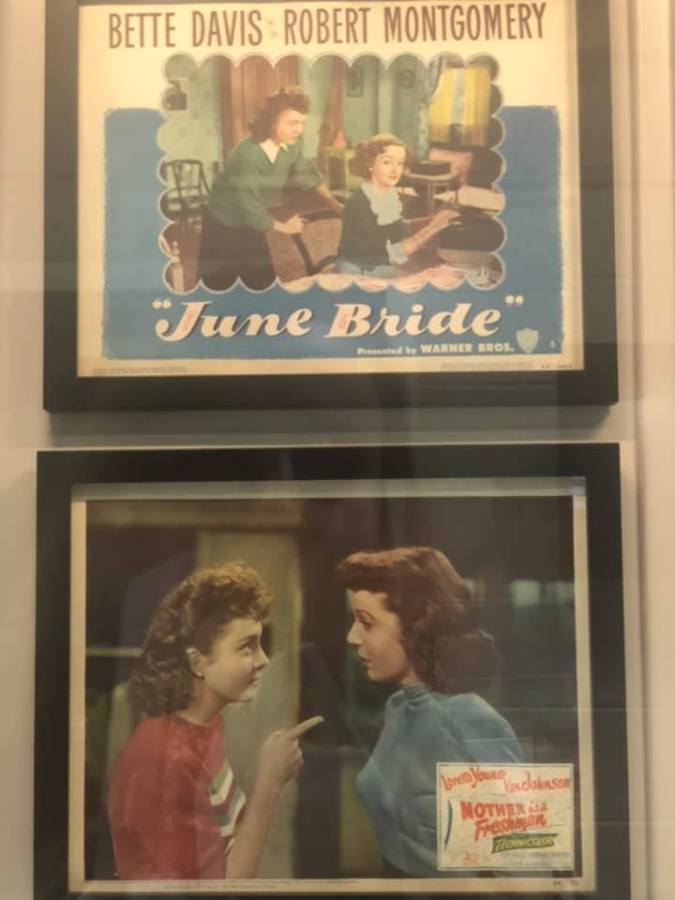 BETTE DAVIS ROBERT MONTGOMERY
"June Bride"
Presented by WARNER BROS.
Loretta Young Van Johnson
MOTHER is a
Freshman
TECHNICOLOR